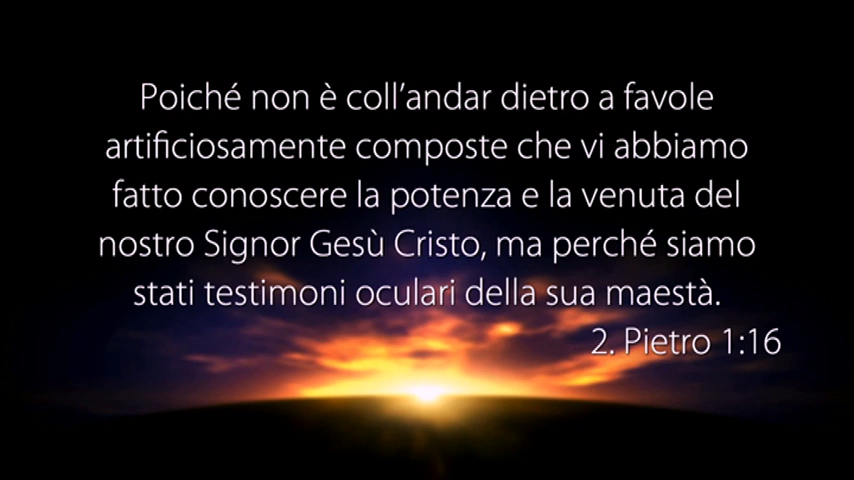 Poiché non è coll’andar dietro a favole
artificiosamente composte che vi abbiamo
fatto conoscere la potenza e la venuta del
nostro Signor Gesù Cristo, ma perché siamo
stati testimoni oculari della sua maestà.
2. Pietro 1:16